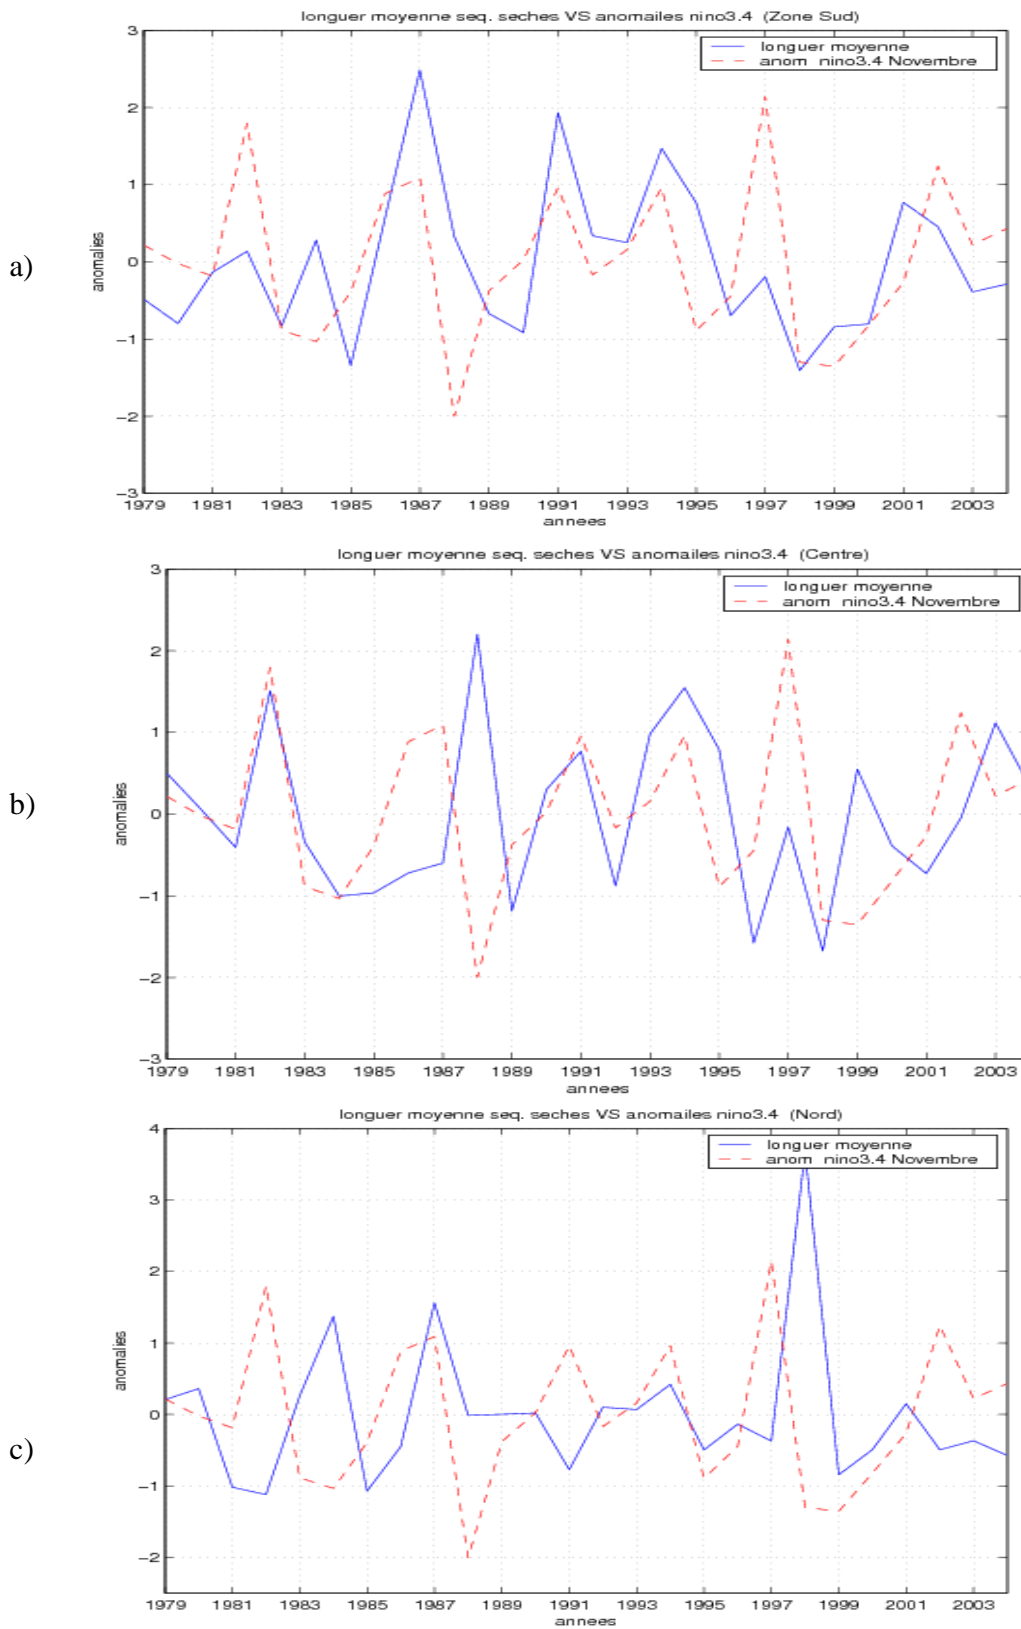 longuer moyenne seq. seches VS anomailes nino3.4 (Zone Sud)
3
longuer moyenne
anom nino3.4 Novembre
2
1
a)
anomalies
0
−1
−2
−3
1979 1981 1983 1985 1987 1989 1991 1993 1995 1997 1999 2001 2003
annees
longuer moyenne seq. seches VS anomailes nino3.4 (Centre)
3
longuer moyenne
anom nino3.4 Novembre
2
1
b)
anomalies
0
−1
−2
−3
1979 1981 1983 1985 1987 1989 1991 1993 1995 1997 1999 2001 2003
annees
longuer moyenne seq. seches VS anomailes nino3.4 (Nord)
4
longuer moyenne
anom nino3.4 Novembre
3
2
1
anomalies
0
c)
−1
−2
1979 1981 1983 1985 1987 1989 1991 1993 1995 1997 1999 2001 2003
annees